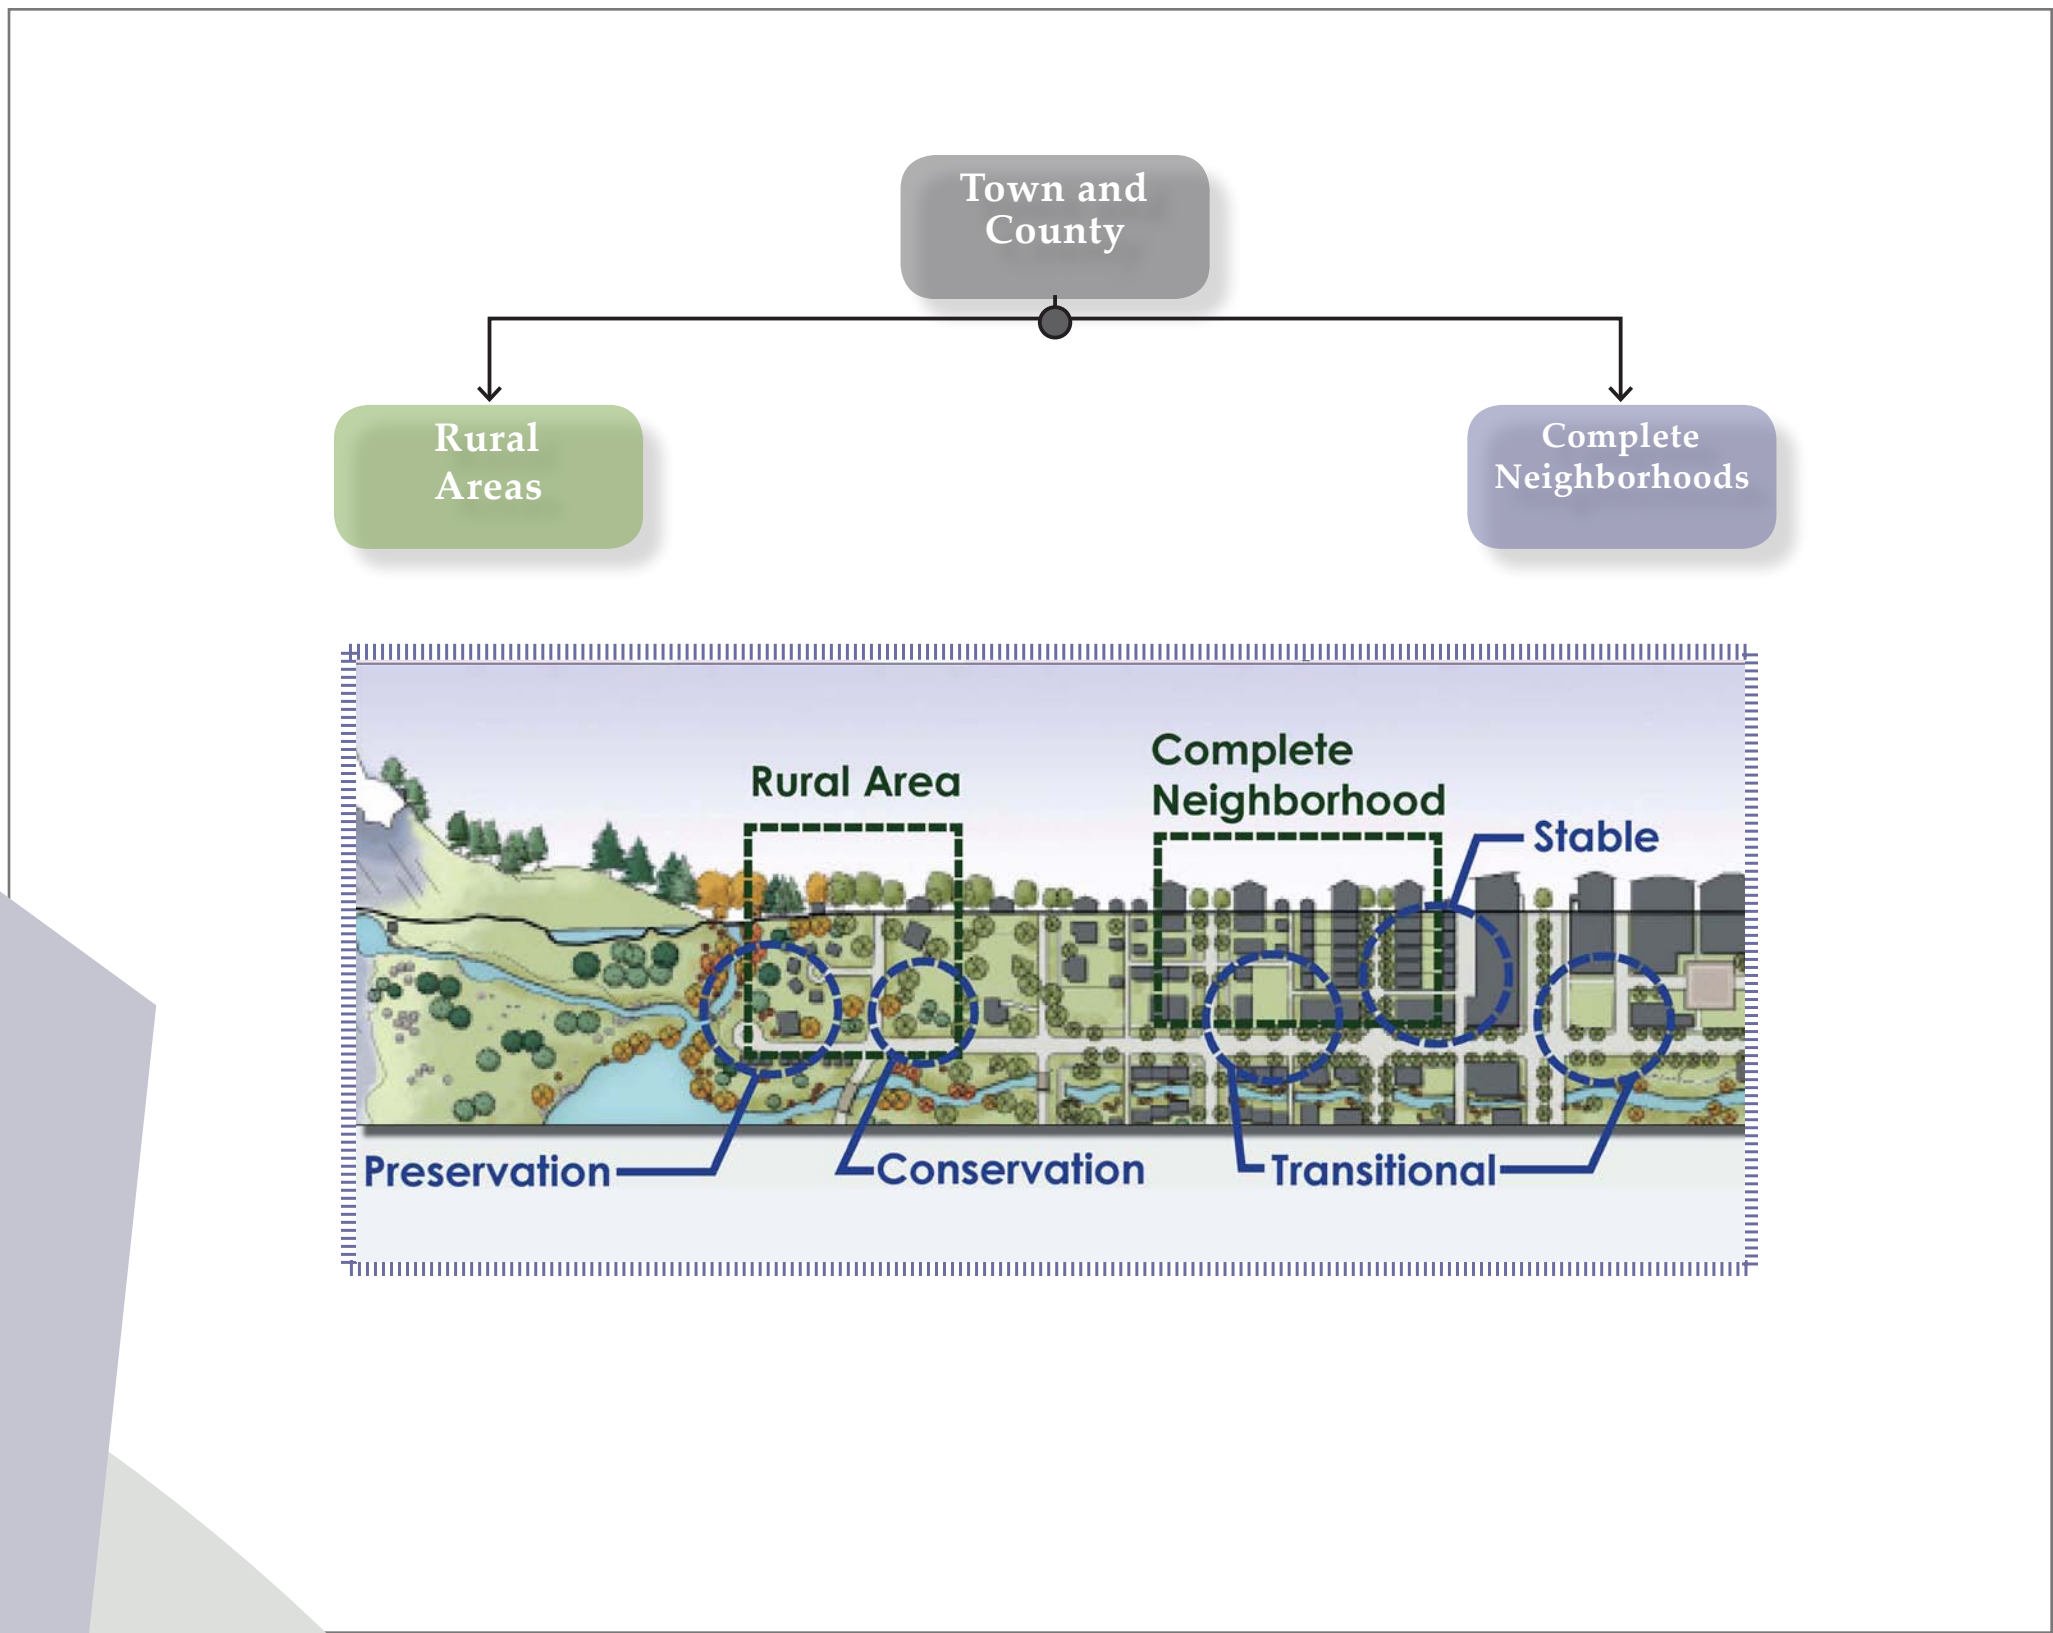 Town and
County
Rural
Areas
Complete
Neighborhoods
Complete
Neighborhood
Rural Area
Stable
Preservation
Conservation
Transitional